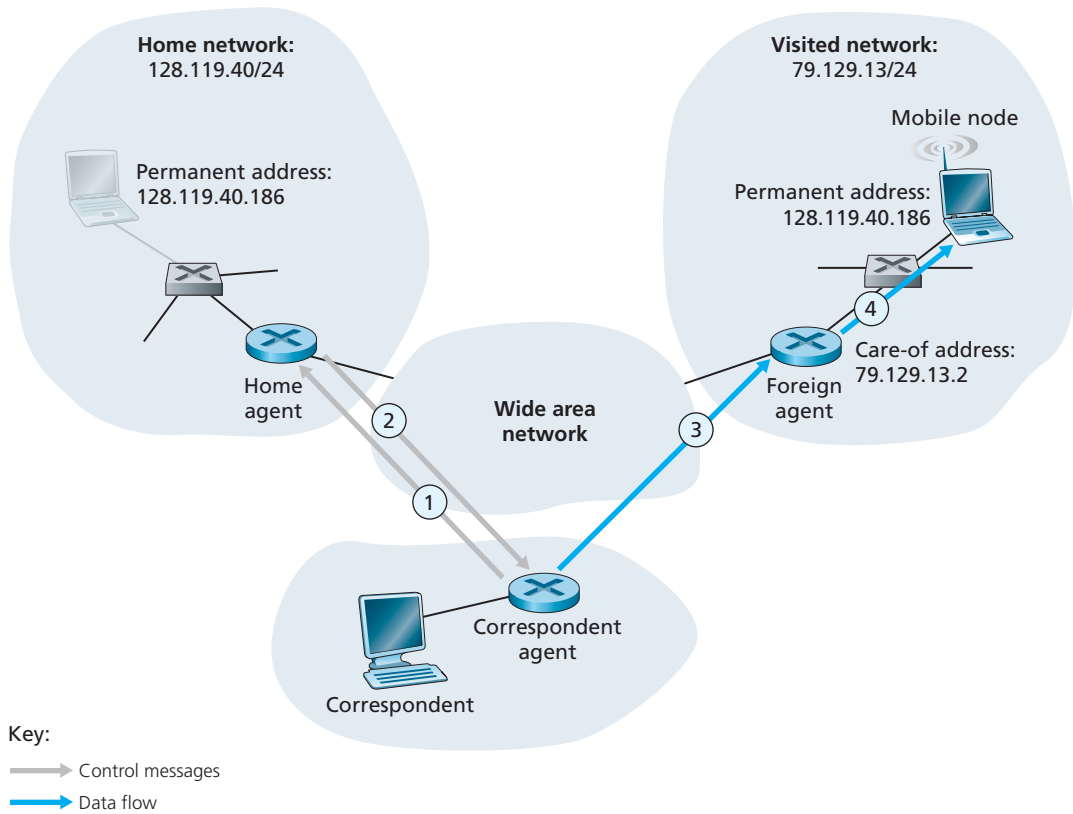 Home network:
128.119.40/24
Visited network:
79.129.13/24
Mobile node
Permanent address:
128.119.40.186
Permanent address:
128.119.40.186
4
Home
agent
Foreign
agent
Care-of address:
79.129.13.2
Wide area
network
2
3
1
Correspondent
agent
Correspondent
Key:
Control messages
Data flow